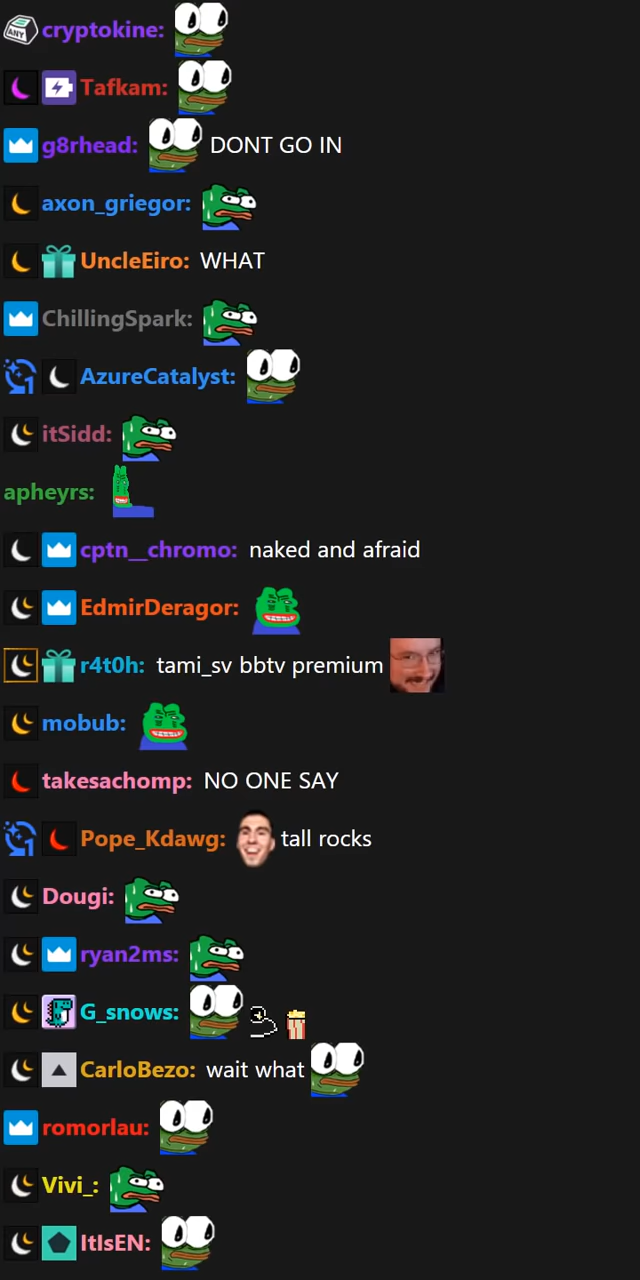 ANY cryptokine:
Tafkam:
g8rhead: DONT GO IN
axon_griegor:
UncleEiro: WHAT
ChillingSpark:
AzureCatalyst:
itSidd:
apheyrs:
cptn__chromo: naked and afraid
EdmirDeragor:
r4t0h: tami_sv bbtv premium
mobub:
takesachomp: NO ONE SAY
Pope_Kdawg: tall rocks
Dougi:
ryan2ms:
G_snows:
CarloBezo: wait what
romorlau:
Vivi_:
ItIsEN: